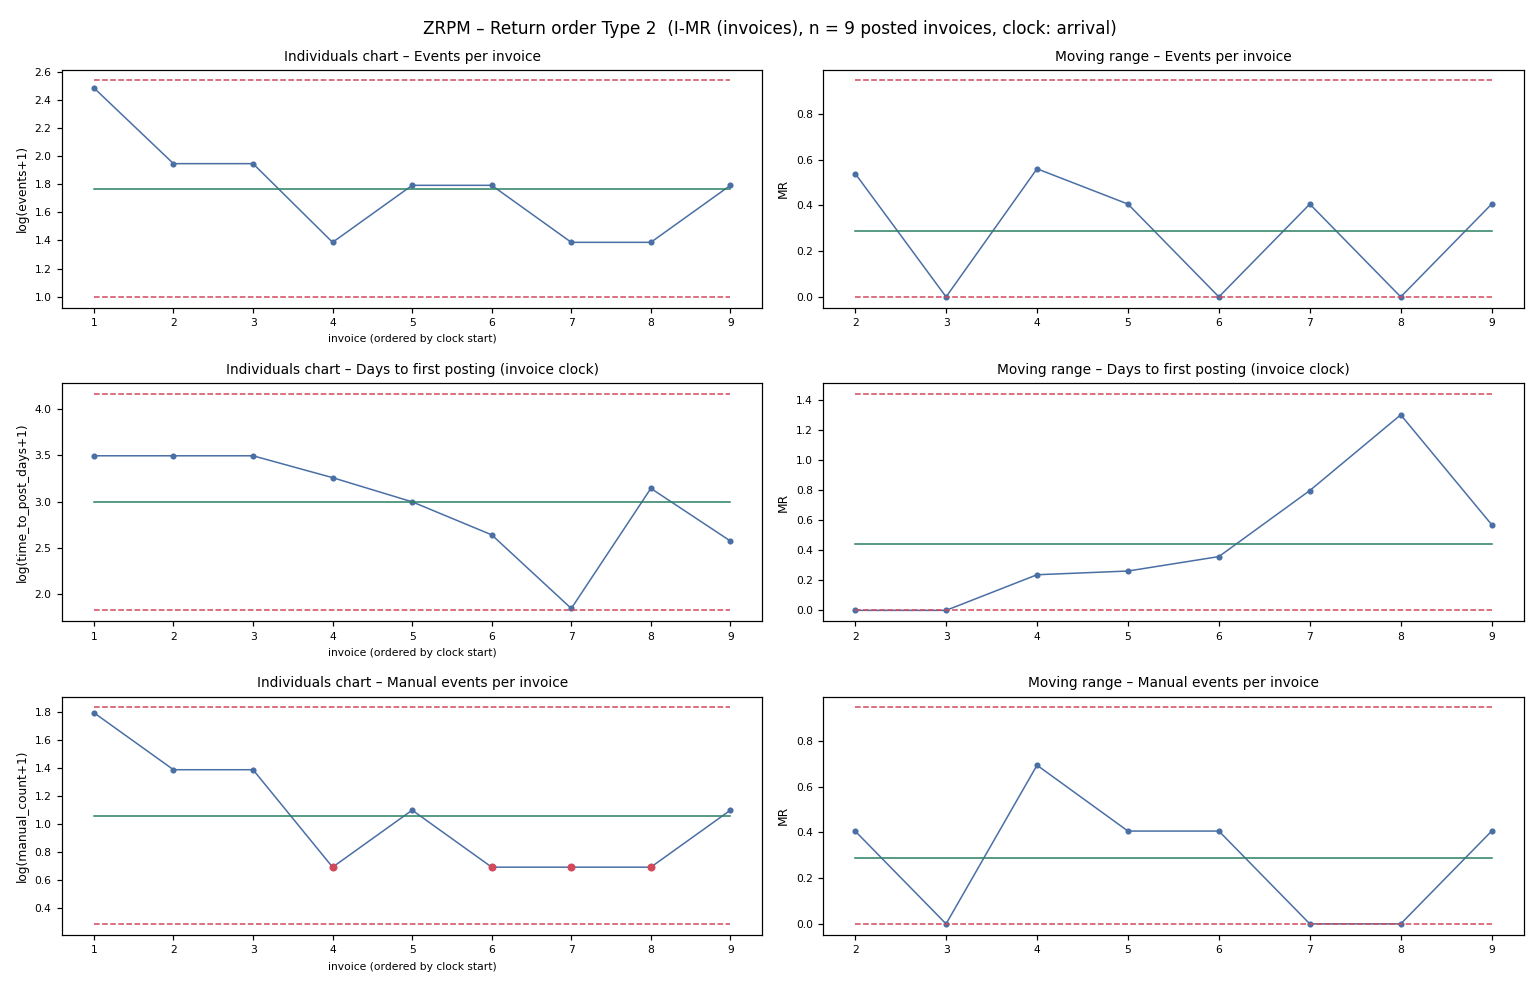 ZRPM – Return order Type 2  (I-MR (invoices), n = 9 posted invoices, clock: arrival)
Individuals chart – Events per invoice
log(events+1)
2.6
2.4
2.2
2.0
1.8
1.6
1.4
1.2
1.0
1 2 3 4 5 6 7 8 9
invoice (ordered by clock start)
Moving range – Events per invoice
MR
0.8
0.6
0.4
0.2
0.0
2 3 4 5 6 7 8 9
Individuals chart – Days to first posting (invoice clock)
log(time_to_post_days+1)
4.0
3.5
3.0
2.5
2.0
1 2 3 4 5 6 7 8 9
invoice (ordered by clock start)
Moving range – Days to first posting (invoice clock)
MR
1.4
1.2
1.0
0.8
0.6
0.4
0.2
0.0
2 3 4 5 6 7 8 9
Individuals chart – Manual events per invoice
log(manual_count+1)
1.8
1.6
1.4
1.2
1.0
0.8
0.6
0.4
1 2 3 4 5 6 7 8 9
invoice (ordered by clock start)
Moving range – Manual events per invoice
MR
0.8
0.6
0.4
0.2
0.0
2 3 4 5 6 7 8 9